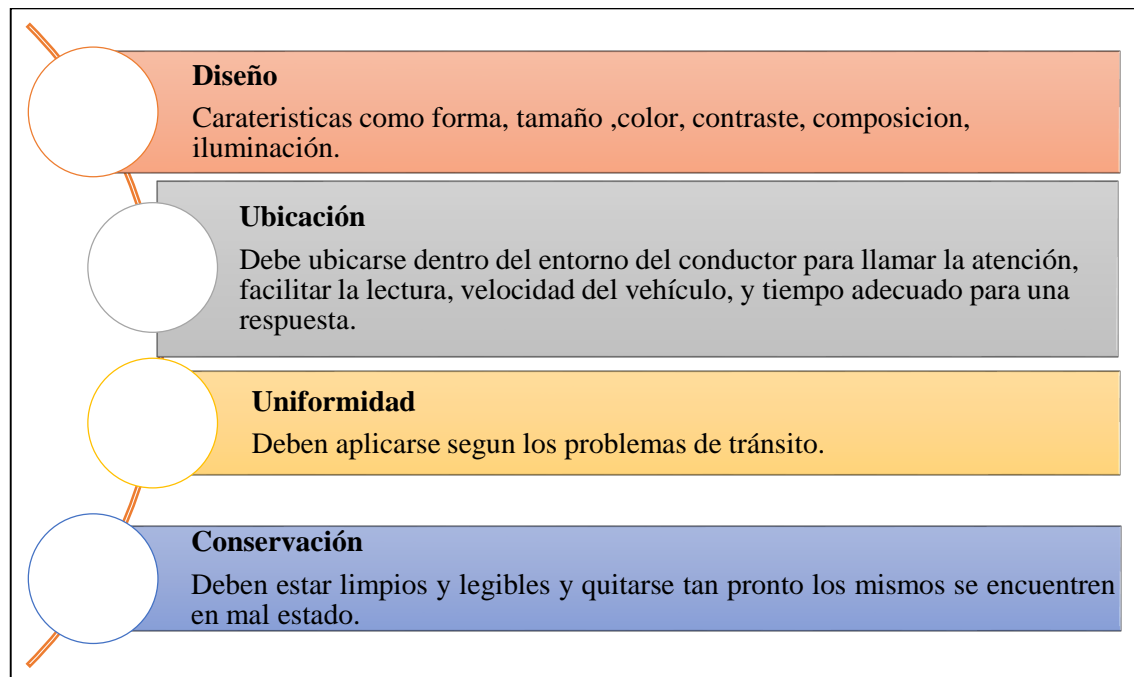 Diseño
Carateristicas como forma, tamaño ,color, contraste, composicion,
iluminación.
Ubicación
Debe ubicarse dentro del entorno del conductor para llamar la atención,
facilitar la lectura, velocidad del vehículo, y tiempo adecuado para una
respuesta.
Uniformidad
Deben aplicarse segun los problemas de tránsito.
Conservación
Deben estar limpios y legibles y quitarse tan pronto los mismos se encuentren
en mal estado.